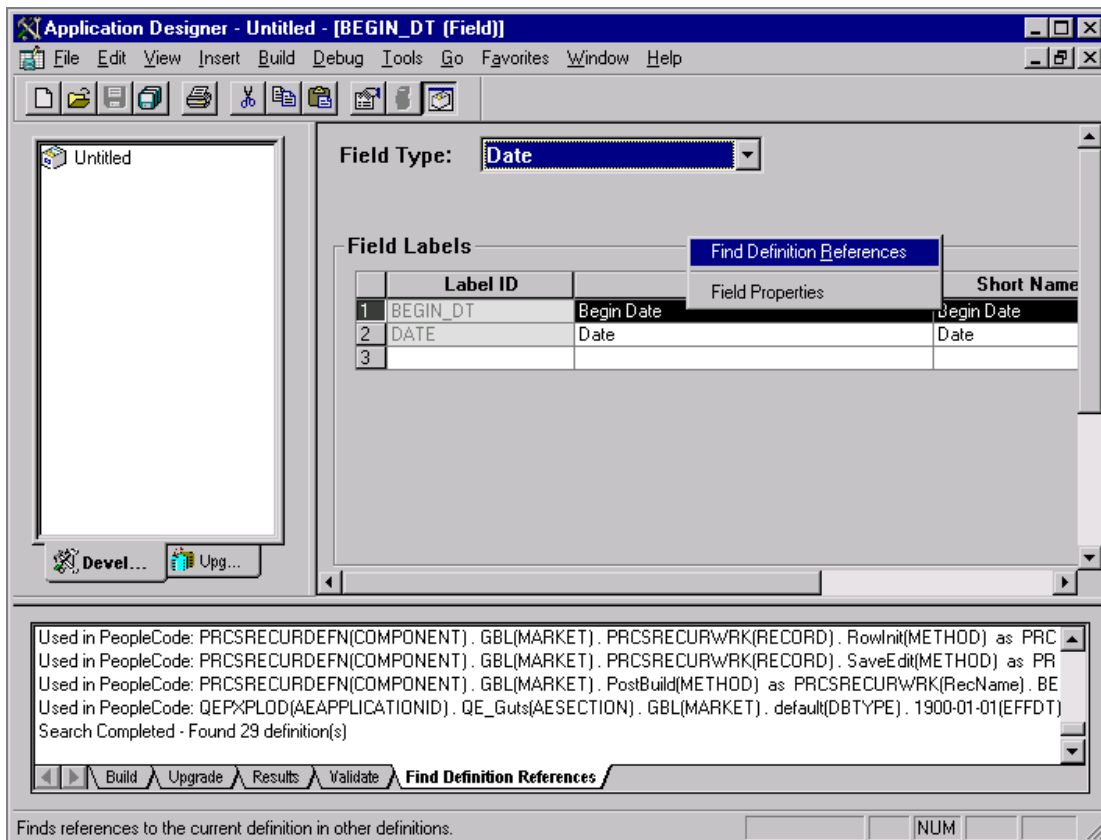 Application Designer - Untitled - [BEGIN_DT (Field)]
File Edit View Insert Build Debug Tools Go Favorites Window Help
Untitled
Field Type: Date
Field Labels
Find Definition References
Field Properties
Label ID Short Name
1 BEGIN_DT Begin Date Begin Date
2 DATE Date Date
3
Devel... Upg...
Used in PeopleCode: PRCSRECURDEFN(COMPONENT) . GBL(MARKET) . PRCSRECURWRK(RECORD) . RowInit(METHOD) as PRC
Used in PeopleCode: PRCSRECURDEFN(COMPONENT) . GBL(MARKET) . PRCSRECURWRK(RECORD) . SaveEdit(METHOD) as PR
Used in PeopleCode: PRCSRECURDEFN(COMPONENT) . GBL(MARKET) . PostBuild(METHOD) as PRCSRECURWRK(RecName) . BE
Used in PeopleCode: QEPXPLOD(AEAPPLICATIONID) . QE_Guts(AESECTION) . GBL(MARKET) . default(DBTYPE) . 1900-01-01(EFFDT)
Search Completed - Found 29 definition(s)
Build Upgrade Results Validate Find Definition References
Finds references to the current definition in other definitions. NUM